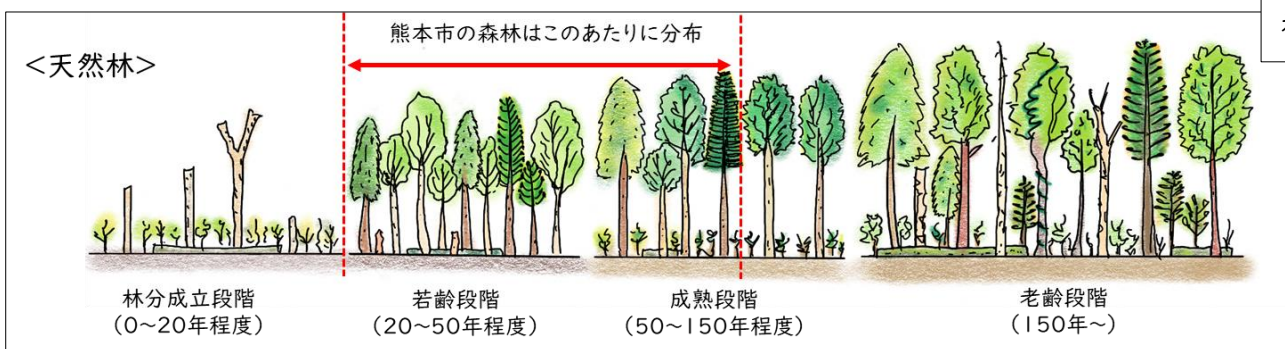 熊本市の森林はこのあたりに分布
<天然林>
林分成立段階
(0~20年程度)
若齢段階
(20~50年程度)
成熟段階
(50~150年程度)
老齢段階
(150年~)